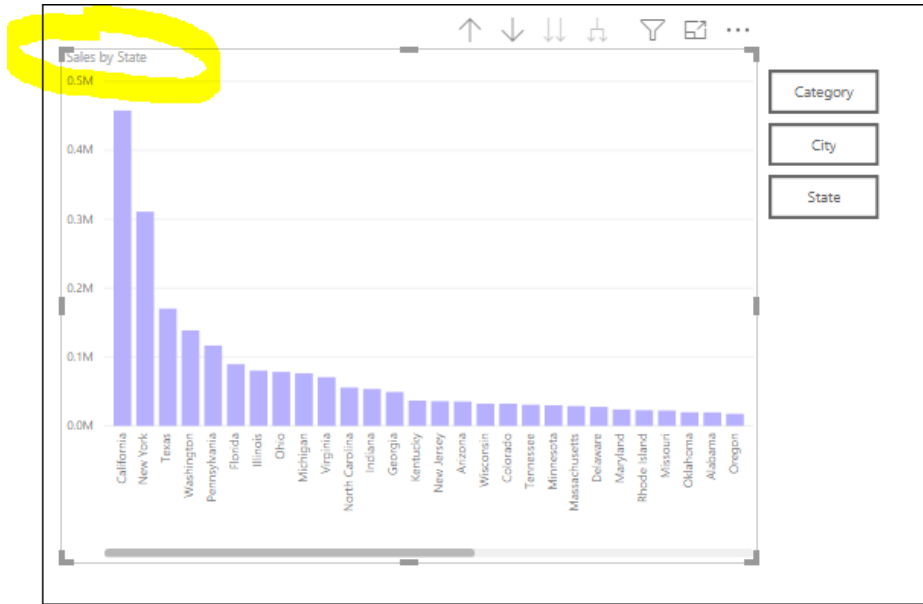 Sales by State
0.5M
0.4M
0.3M
0.2M
0.1M
0.0M
California
New York
Texas
Washington
Pennsylvania
Florida
Illinois
Ohio
Michigan
Virginia
North Carolina
Indiana
Georgia
Kentucky
New Jersey
Arizona
Wisconsin
Colorado
Tennessee
Minnesota
Massachusetts
Delaware
Maryland
Rhode Island
Missouri
Oklahoma
Alabama
Oregon
Category
City
State